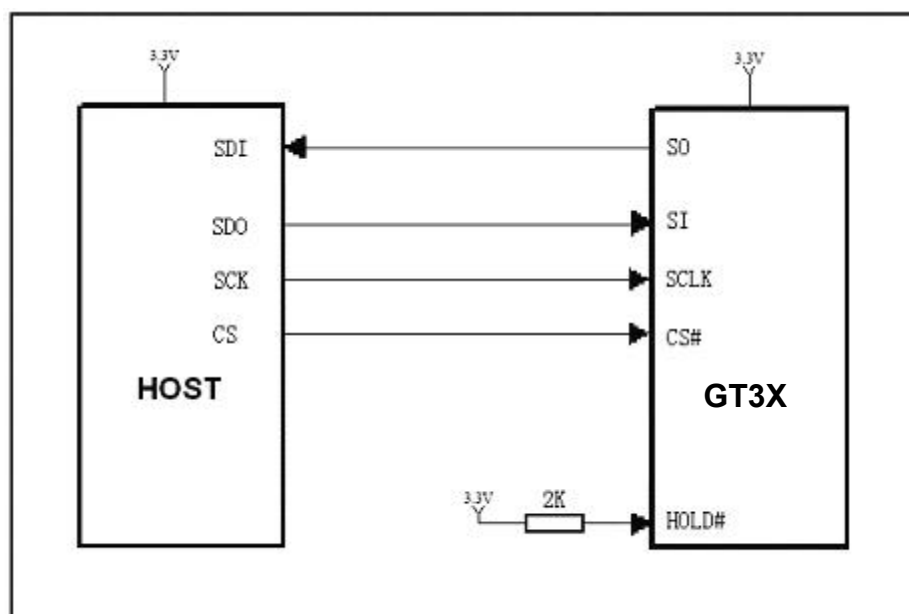 3.3V
3.3V
SDI
SO
SDO
SI
SCK
SCLK
CS
CS#
HOST
GT3X
3.3V
2K
HOLD#